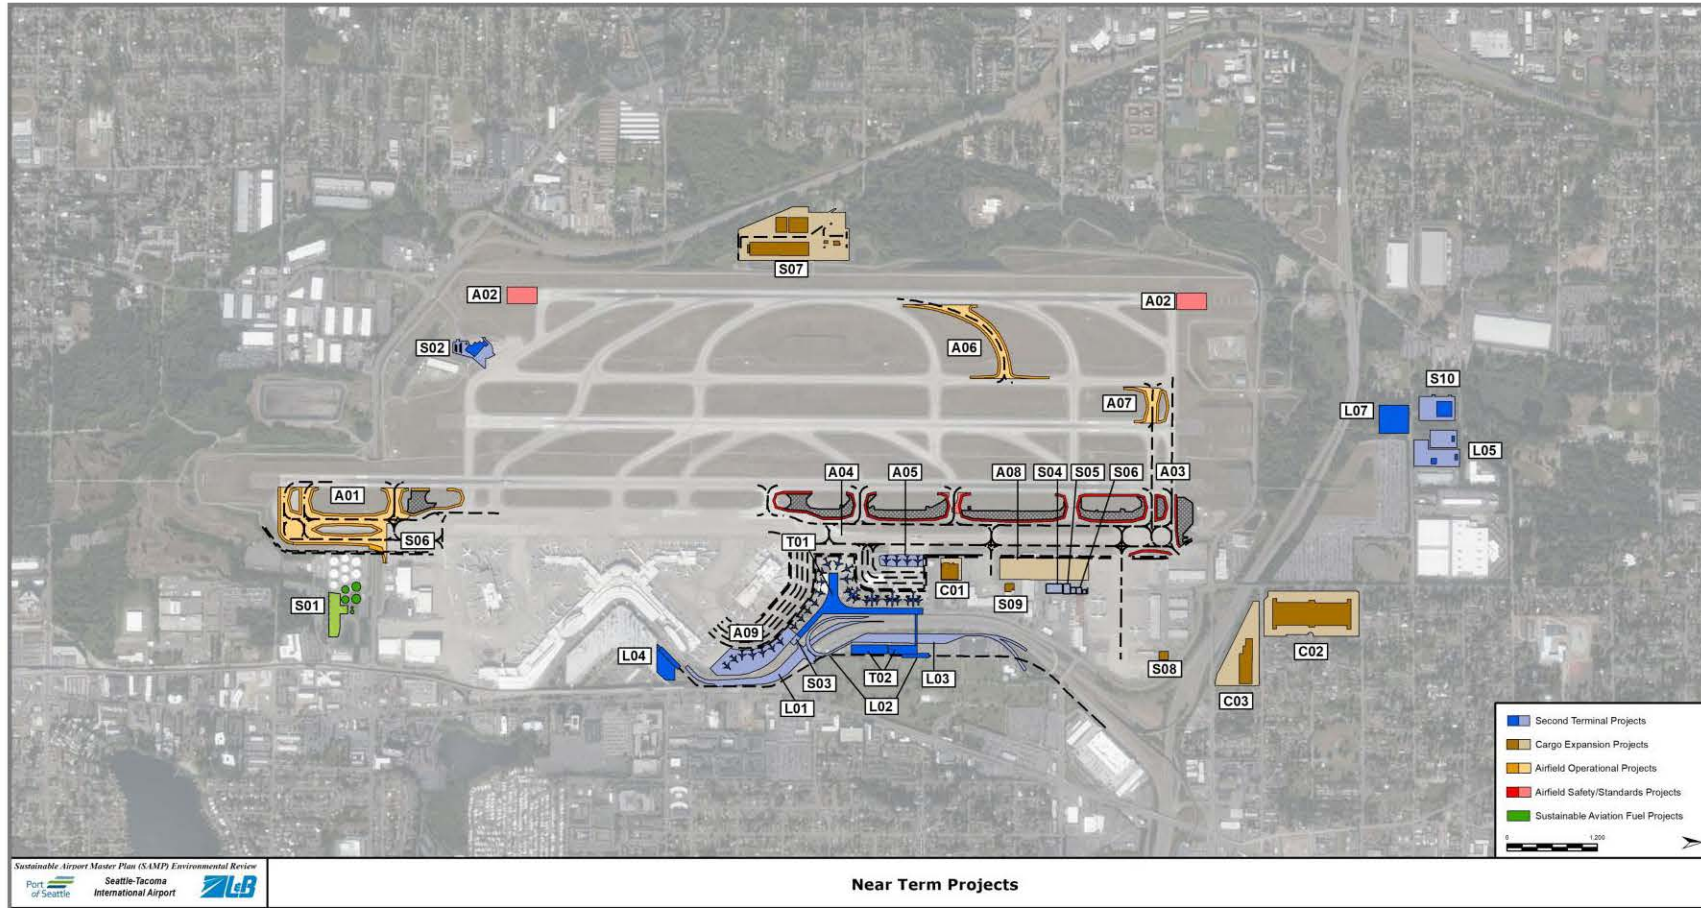 S07
A02
A02
A06
S02
A07
S10
L07
L05
A01
A04
A05
A08
S04
S05
S06
A03
S06
T01
C01
S09
S01
A09
L04
S03
T02
L03
S08
C02
C03
L01
L02
Second Terminal Projects
Cargo Expansion Projects
Airfield Operational Projects
Airfield Safety/Standards Projects
Sustainable Aviation Fuel Projects
0 1,200
Sustainable Airport Master Plan (SAMP) Environmental Review
Port of Seattle
Seattle-Tacoma
International Airport
L&B
Near Term Projects